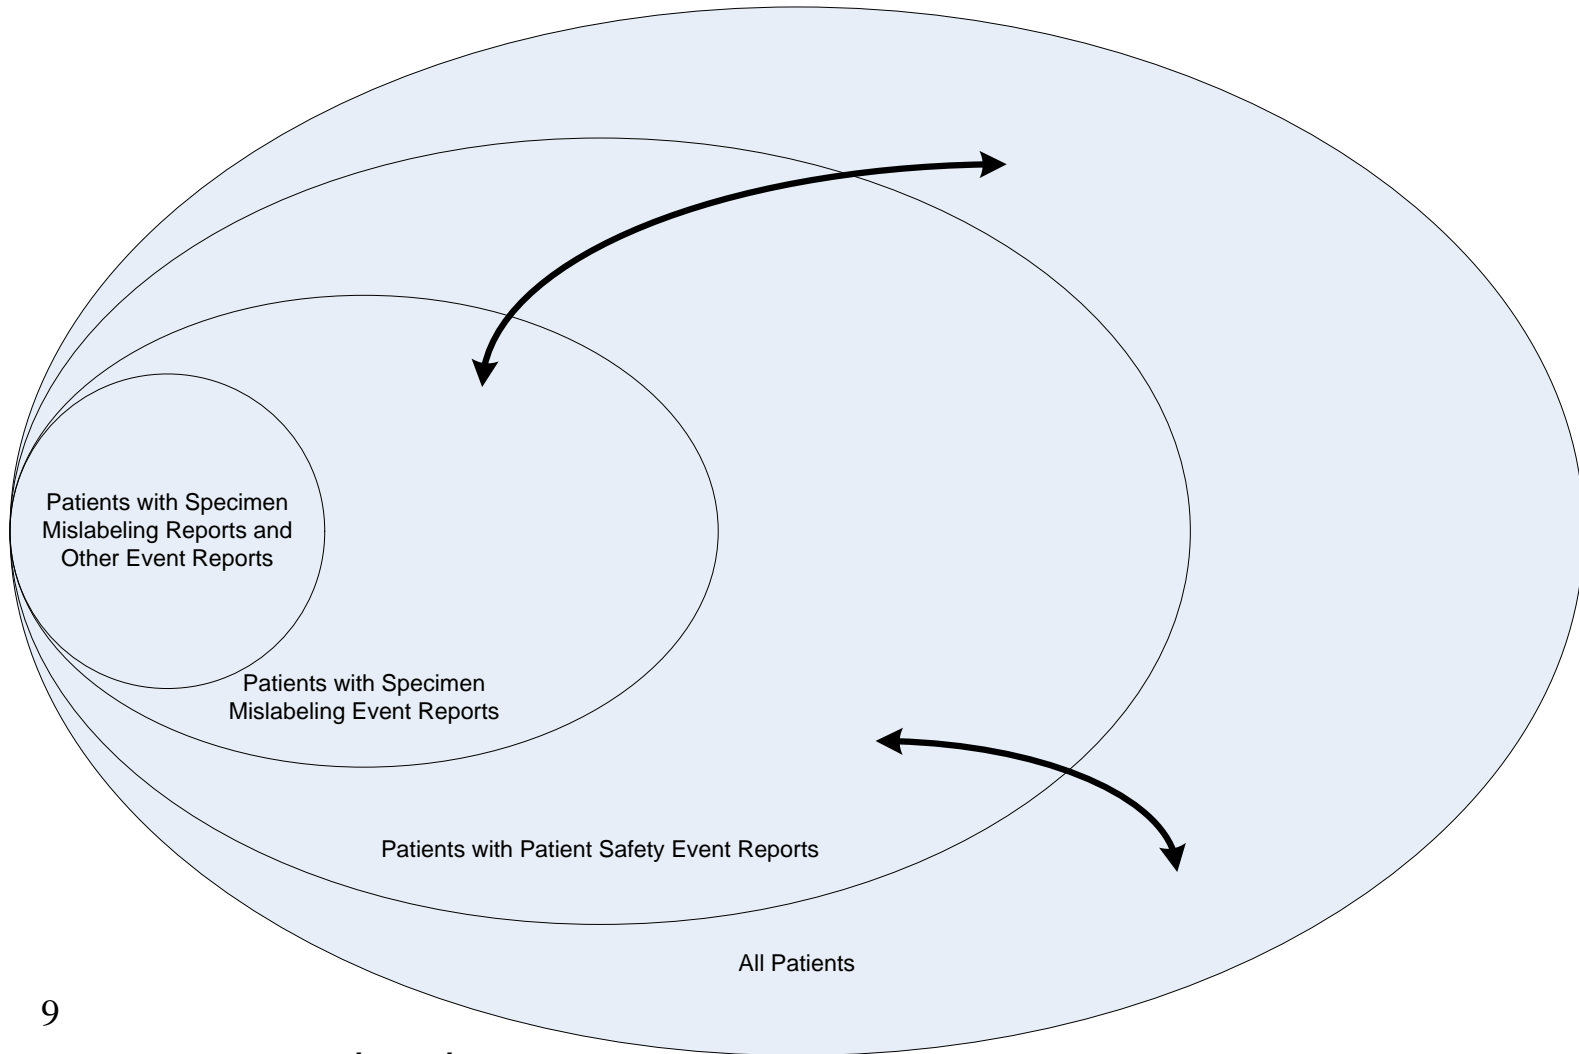 Patients with Specimen
Mislabeling Reports and
Other Event Reports
Patients with Specimen
Mislabeling Event Reports
Patients with Patient Safety Event Reports
All Patients
9